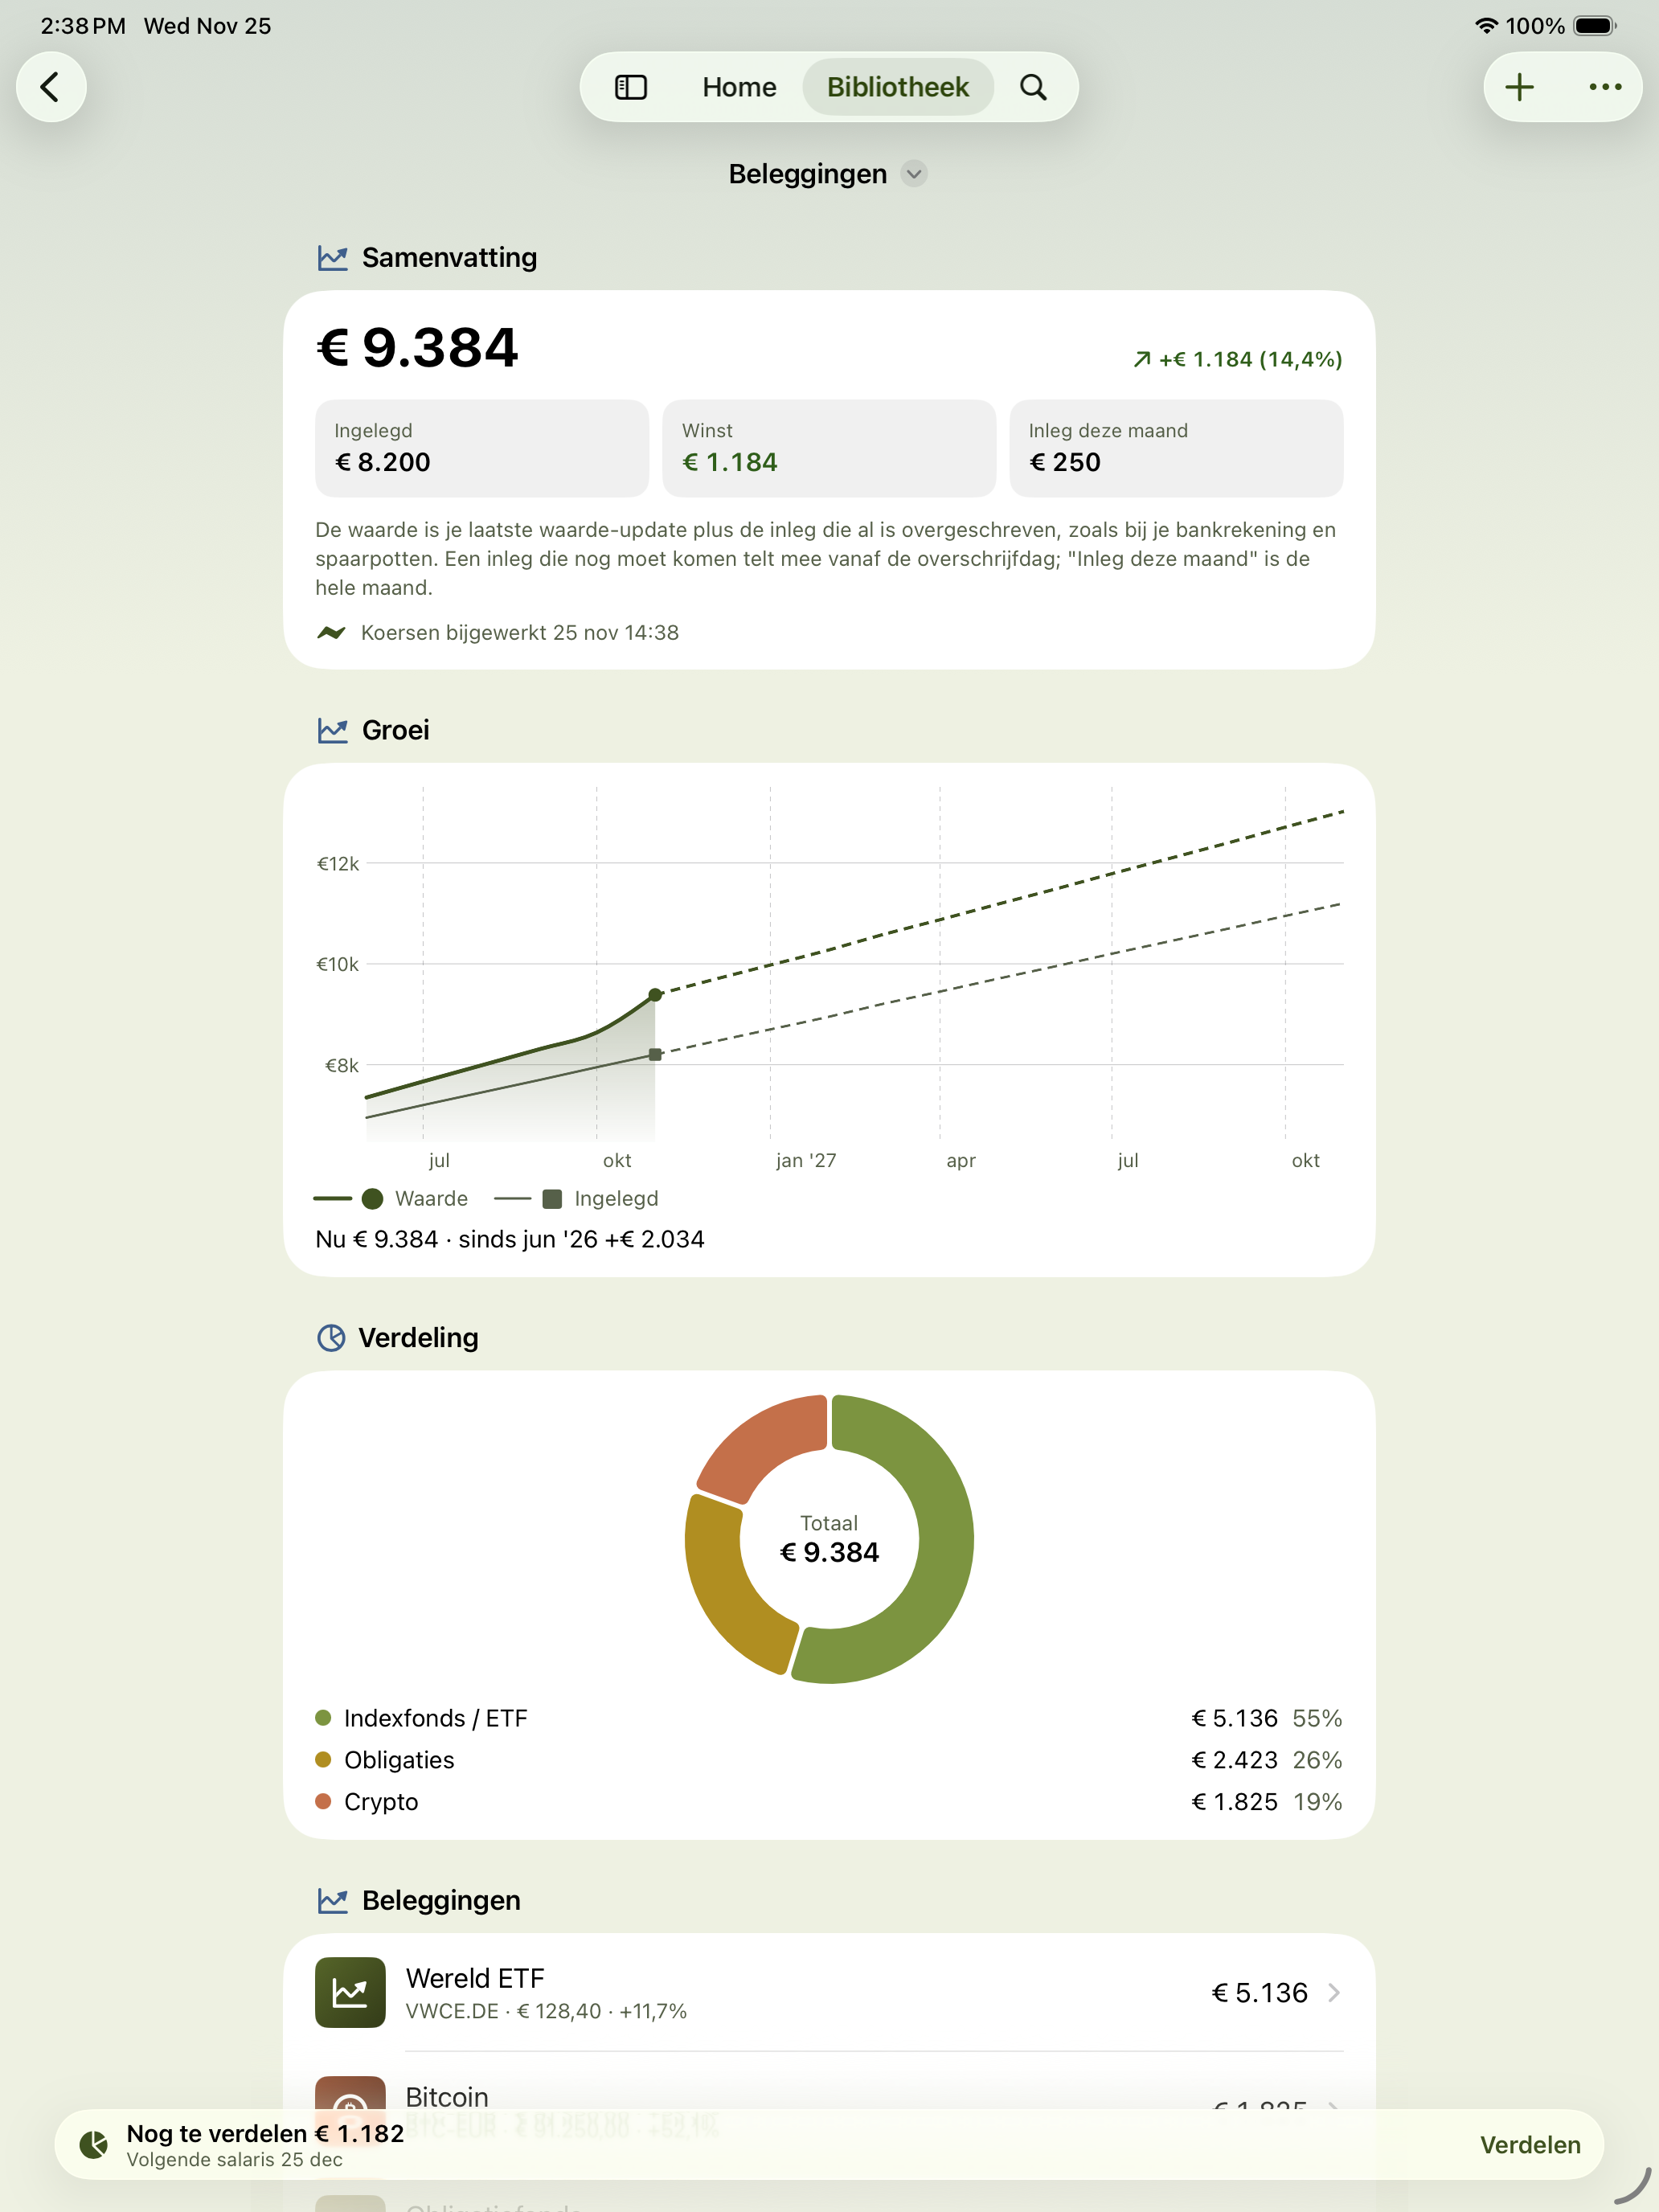 2:38 PM Wed Nov 25
100%
Home
Bibliotheek
Beleggingen
Samenvatting
€ 9.384
+€ 1.184 (14,4%)
Ingelegd
€ 8.200
Winst
€ 1.184
Inleg deze maand
€ 250
De waarde is je laatste waarde-update plus de inleg die al is overgeschreven, zoals bij je bankrekening en
spaarpotten. Een inleg die nog moet komen telt mee vanaf de overschrijfdag; "Inleg deze maand" is de
hele maand.
Koersen bijgewerkt 25 nov 14:38
Groei
€12k
€10k
€8k
jul okt jan '27 apr jul okt
Waarde Ingelegd
Nu € 9.384 · sinds jun '26 +€ 2.034
Verdeling
Totaal
€ 9.384
Indexfonds / ETF € 5.136 55%
Obligaties € 2.423 26%
Crypto € 1.825 19%
Beleggingen
Wereld ETF
VWCE.DE · € 128,40 · +11,7%
€ 5.136
Bitcoin
€ 1.825
Nog te verdelen € 1.182
Volgende salaris 25 dec
Verdelen